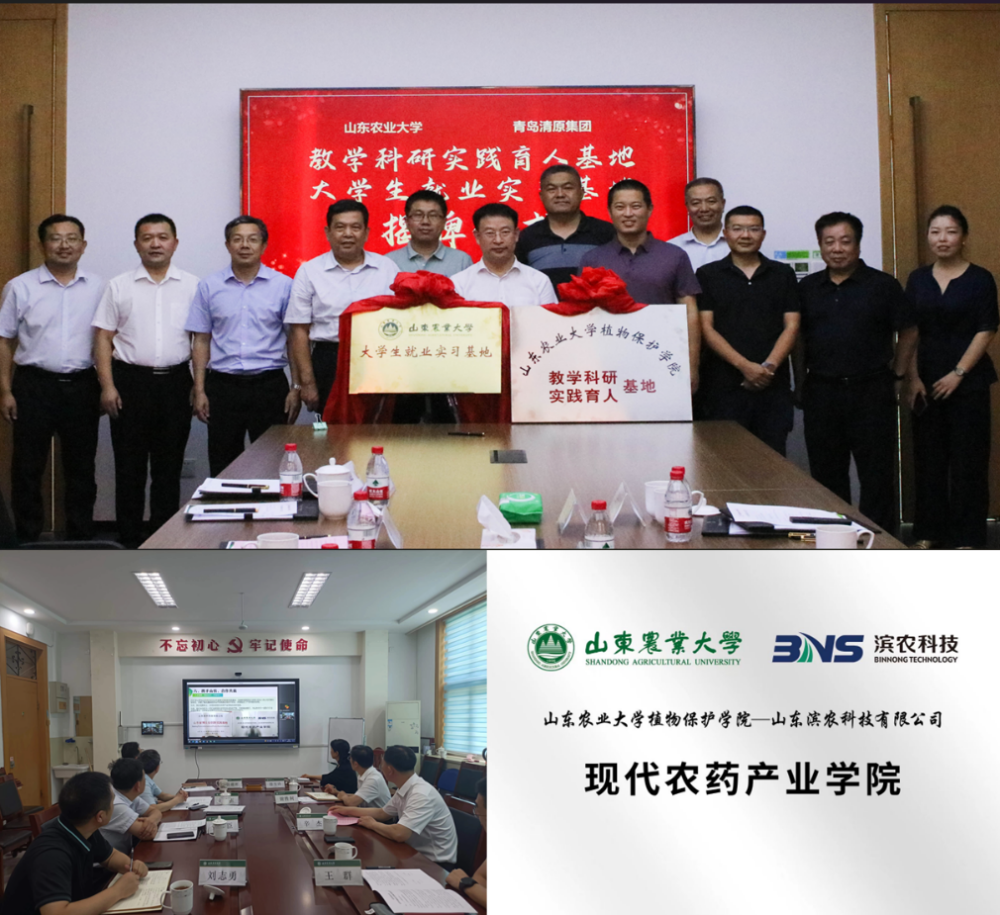 山东农业大学 青岛清原集团
教学科研实践育人基地
大学生就业实 基地
揭
山東農業大學
大学生就业实习基地
山东农业大学植物保护学院
教学科研
实践育人
基地
不忘初心 牢记使命
刘志勇
王群
山東農業大學
SHANDONG AGRICULTURAL UNIVERSITY
BNS
滨农科技
BINNONG TECHNOLOGY
山东农业大学植物保护学院—山东滨农科技有限公司
现代农药产业学院